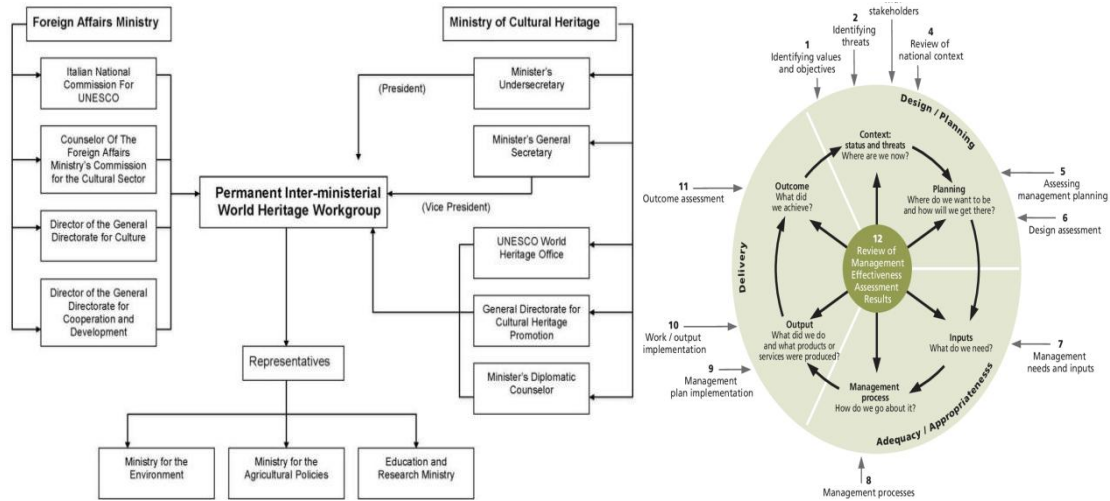 Foreign Affairs Ministry
Italian National
Commission For
UNESCO
Counselor Of The
Foreign Affairs
Ministry's Commission
for the Cultural Sector
Director of the General
Directorate for Culture
Director of the General
Directorate for
Cooperation and
Development
Ministry of Cultural Heritage
(President)
Minister's
Undersecretary
Minister's General
Secretary
Permanent Inter-ministerial
World Heritage Workgroup
(Vice President)
UNESCO World
Heritage Office
General Directorate for
Cultural Heritage
Promotion
Minister's Diplomatic
Counselor
Representatives
Ministry for the
Environment
Ministry for the
Agricultural Policies
Education and
Research Ministry
stakeholders
2
Identifying
threats
4
Review of
national context
1
Identifying values
and objectives
Design / Planning
Context:
status and threats
Where are we now?
5
Assessing
management planning
11
Outcome assessment
Outcome
What did
we achieve?
Planning
Where do we want to be
and how will we get there?
6
Design assessment
12
Review of
Management
Effectiveness
Assessment
Results
Delivery
10
Work / output
implementation
Output
What did we do
and what products or
services were produced?
Inputs
What do we need?
7
Management
needs and inputs
9
Management
plan implementation
Management
process
How do we go about it?
Adequacy / Appropriatenesss
8
Management processes